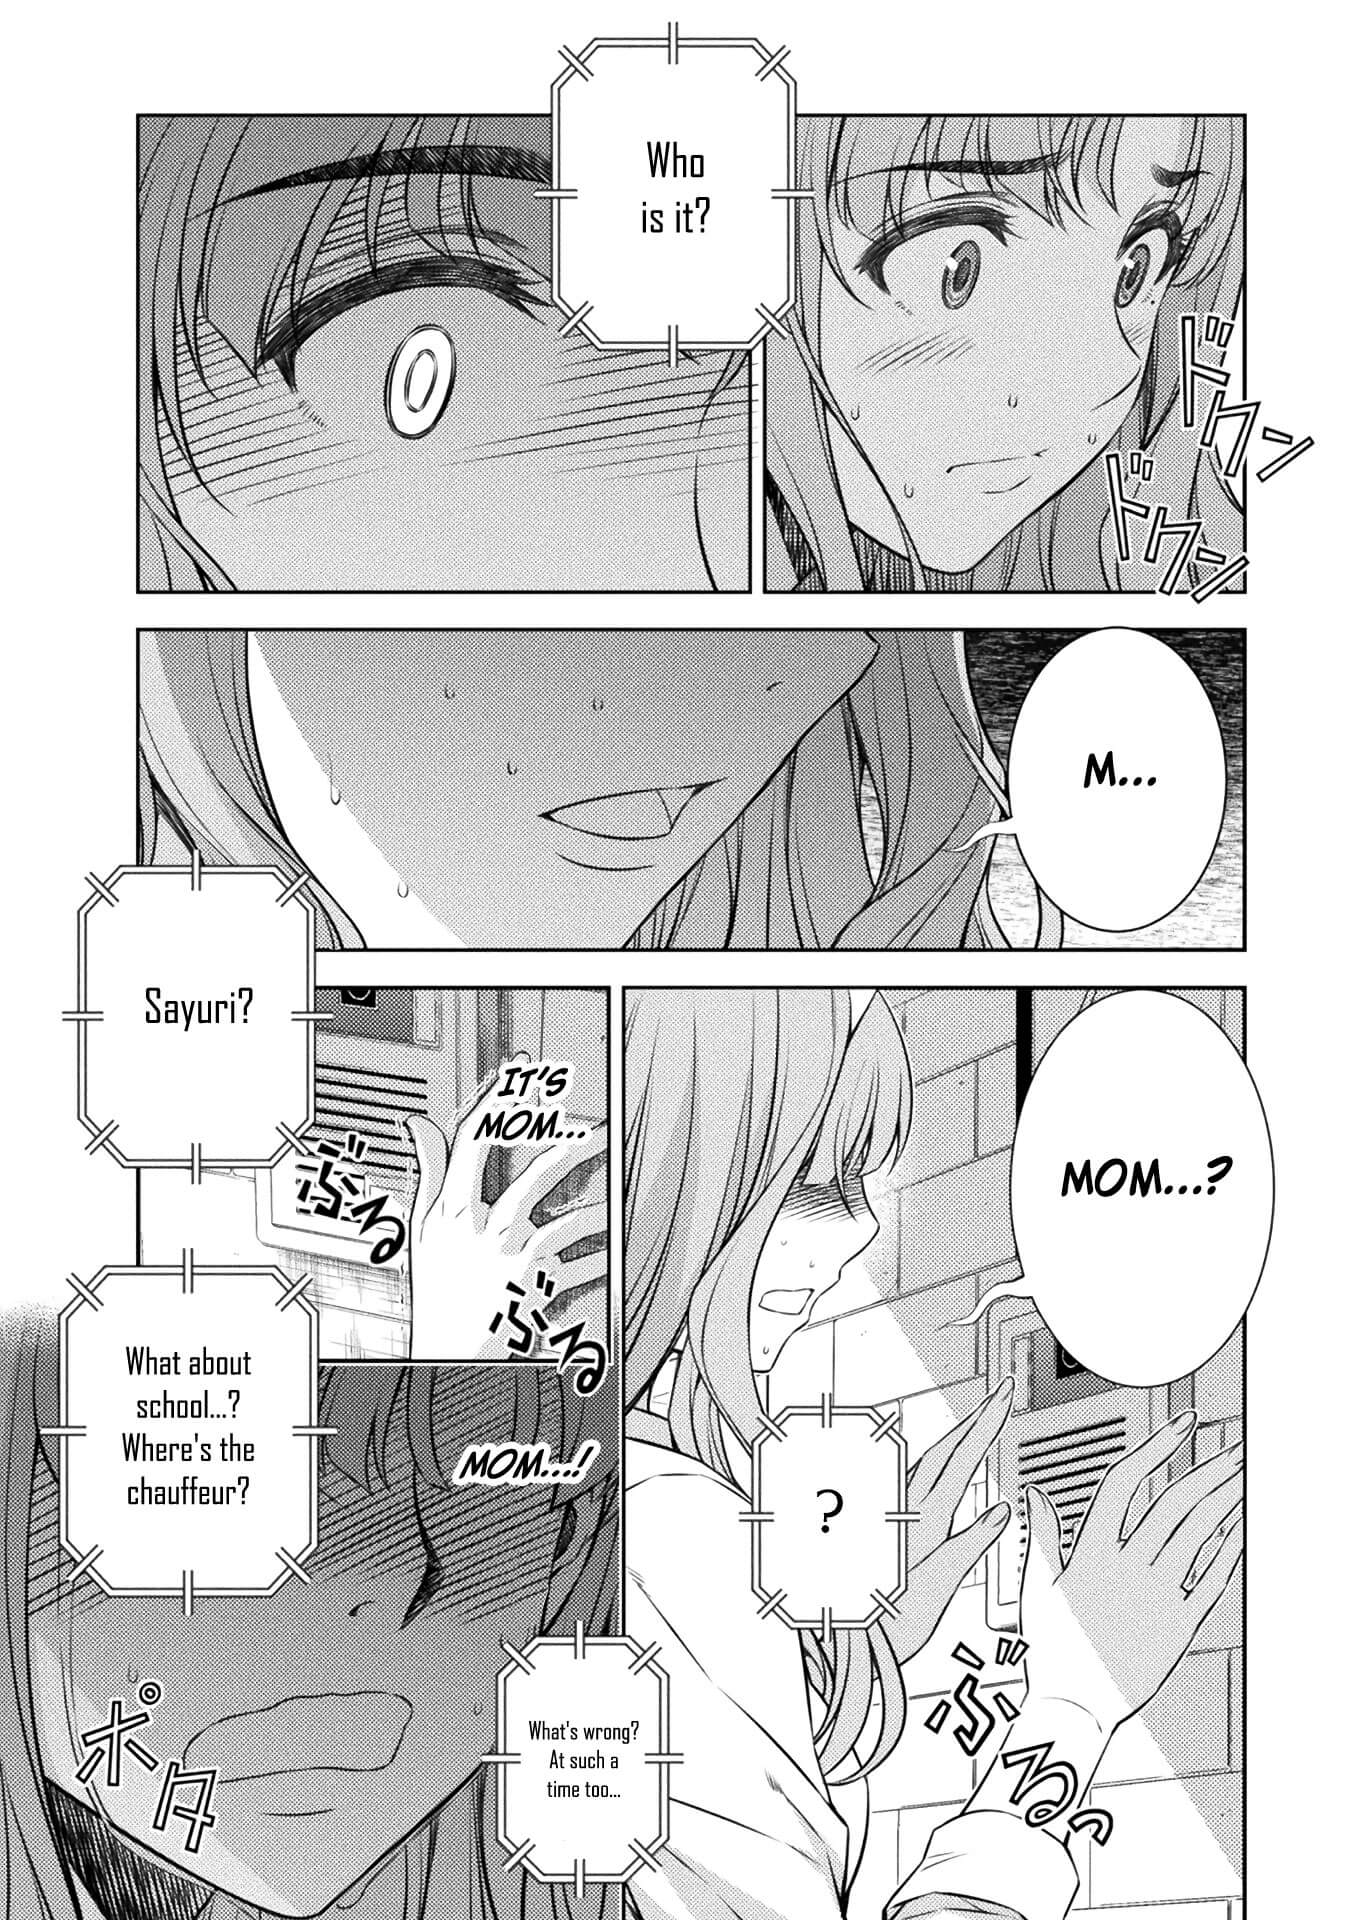 Who
is it?
ドクン
ドクン
M...
MOM...?
?
ぶるっ
IT'S
MOM...
ぶる
ぶる
Sayuri?
MOM...!
What about
school...?
Where's the
chauffeur?
What's wrong?
At such a
time too...
ポタ